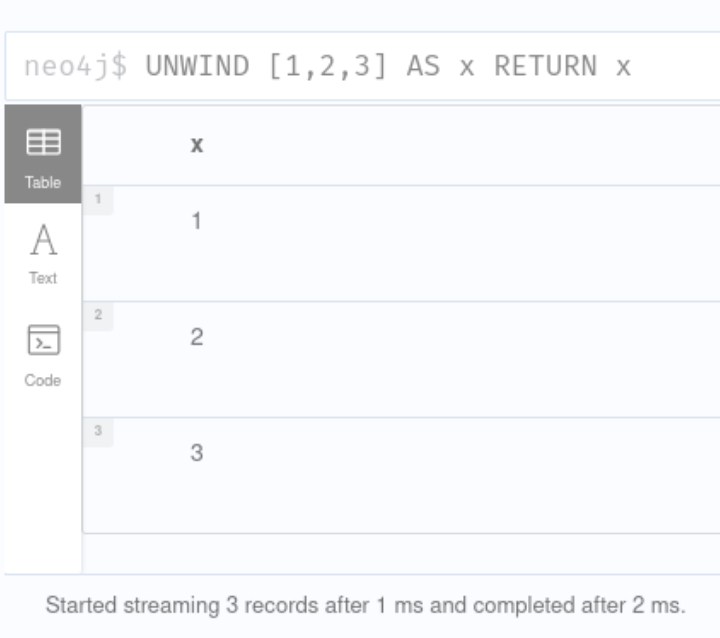 neo4j$ UNWIND [1,2,3] AS x RETURN x
Table
x
1
1
Text
2
2
Code
3
3
Started streaming 3 records after 1 ms and completed after 2 ms.